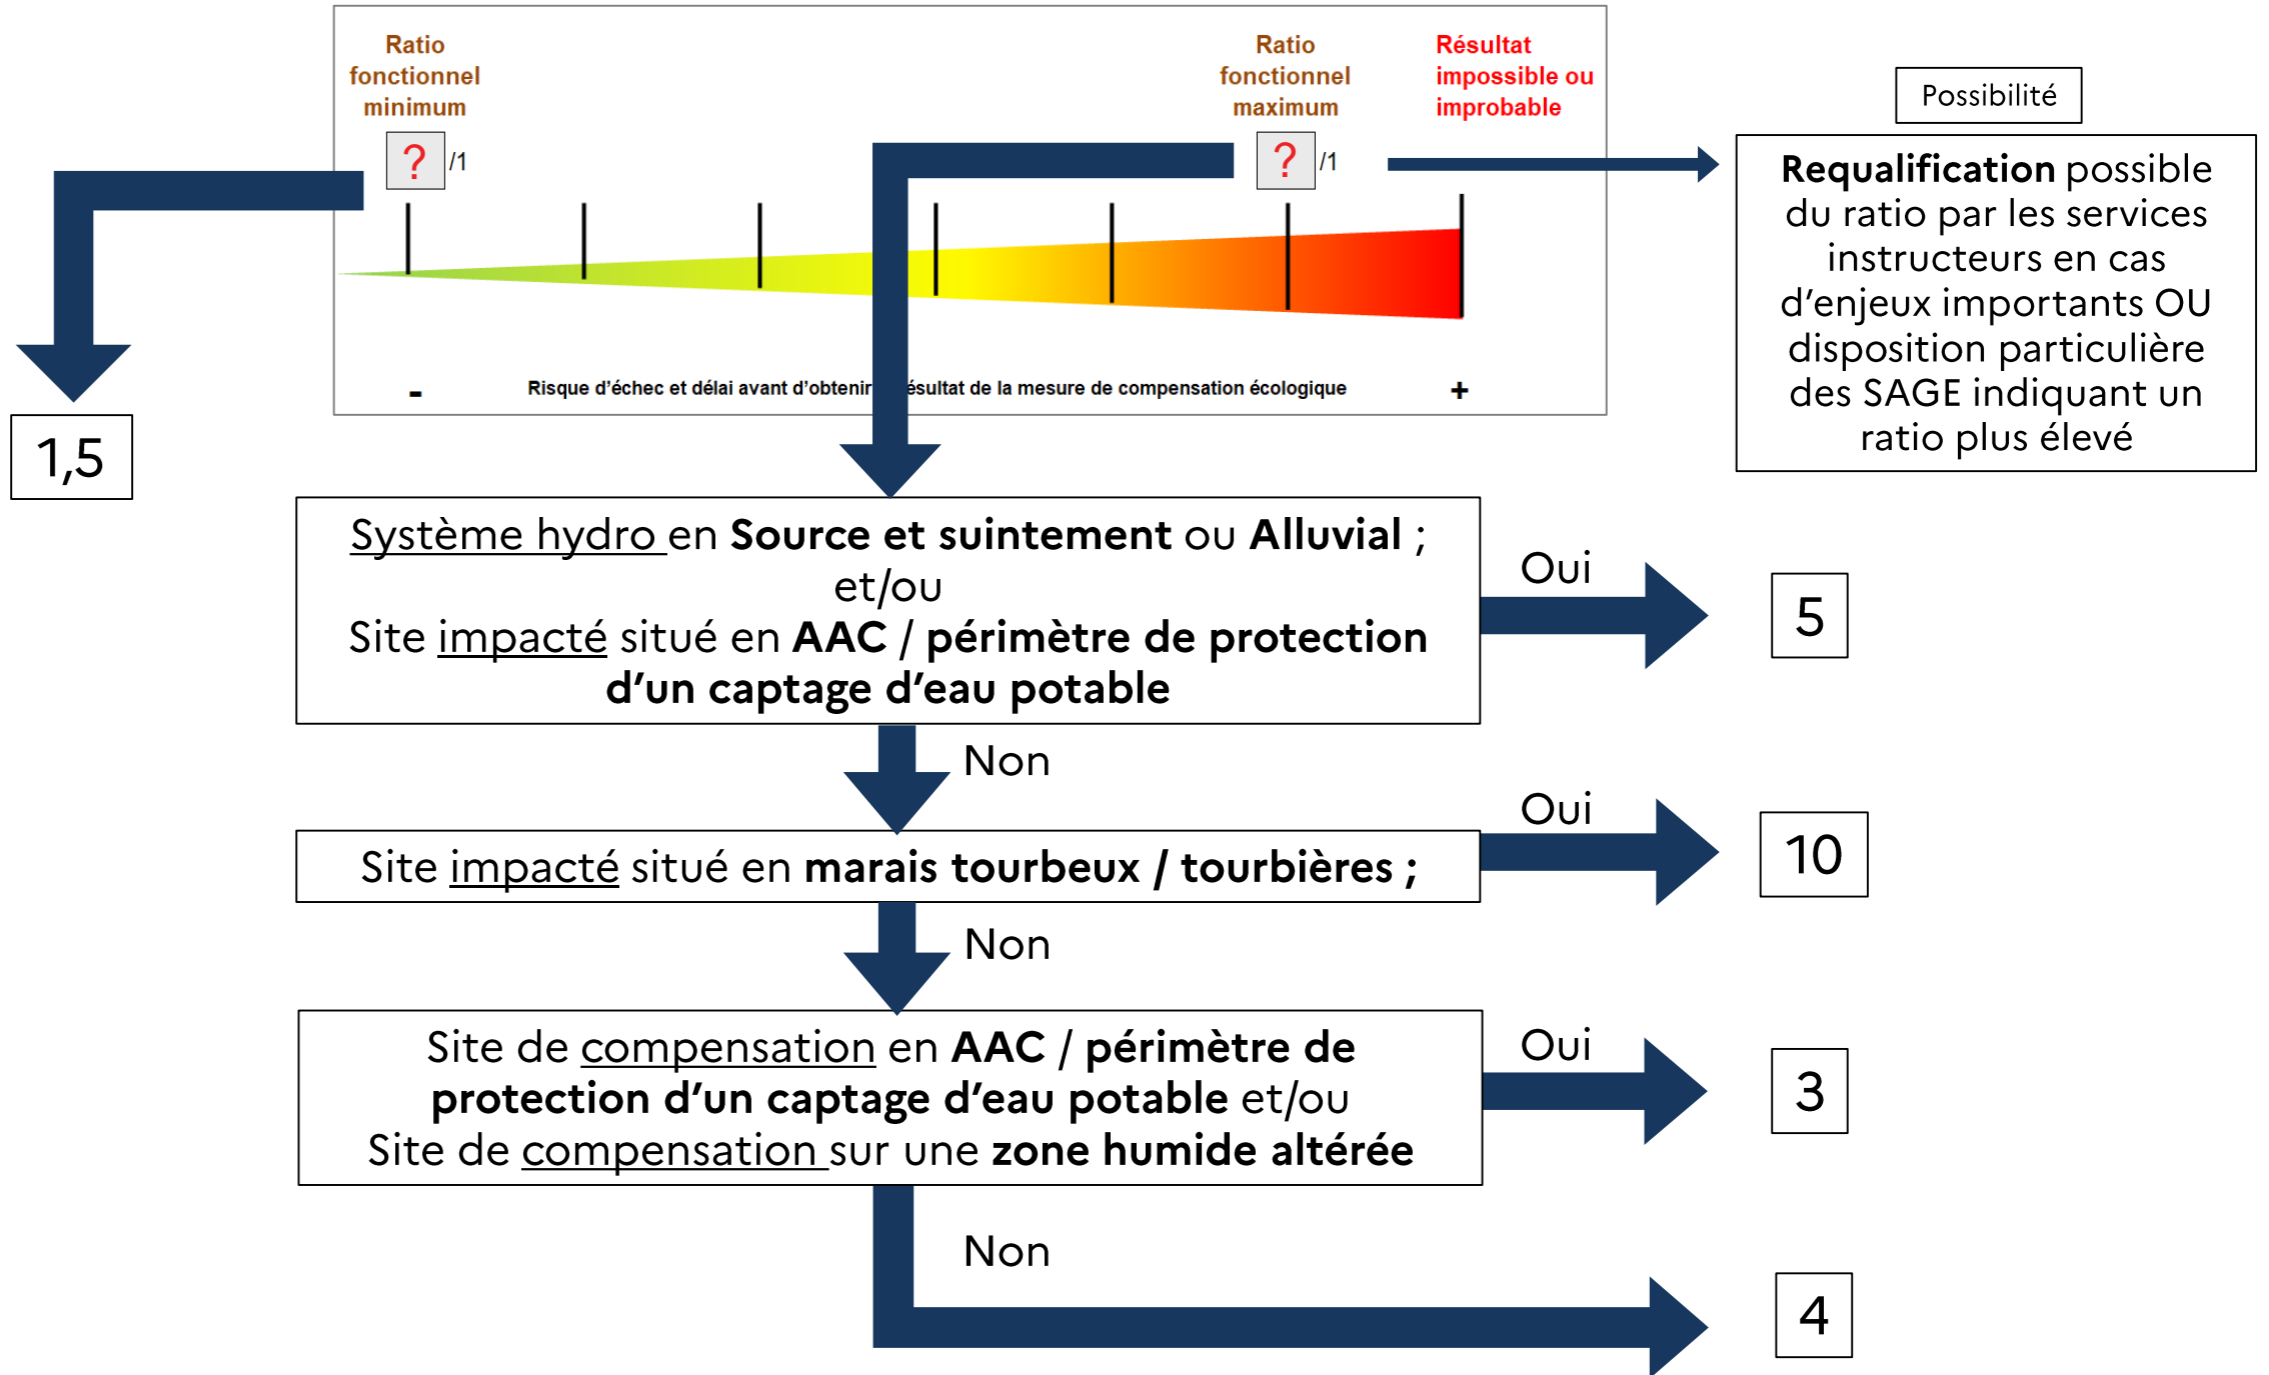 Ratio
fonctionnel
minimum
? /1
Ratio
fonctionnel
maximum
? /1
Résultat
impossible ou
improbable
- Risque d’échec et délai avant d’obtenir ésultat de la mesure de compensation écologique +
Possibilité
Requalification possible
du ratio par les services
instructeurs en cas
d’enjeux importants OU
disposition particulière
des SAGE indiquant un
ratio plus élevé
1,5
Système hydro en Source et suintement ou Alluvial ;
et/ou
Site impacté situé en AAC / périmètre de protection
d’un captage d’eau potable
Oui
5
Non
Site impacté situé en marais tourbeux / tourbières ;
Oui
10
Non
Site de compensation en AAC / périmètre de
protection d’un captage d’eau potable et/ou
Site de compensation sur une zone humide altérée
Oui
3
Non
4